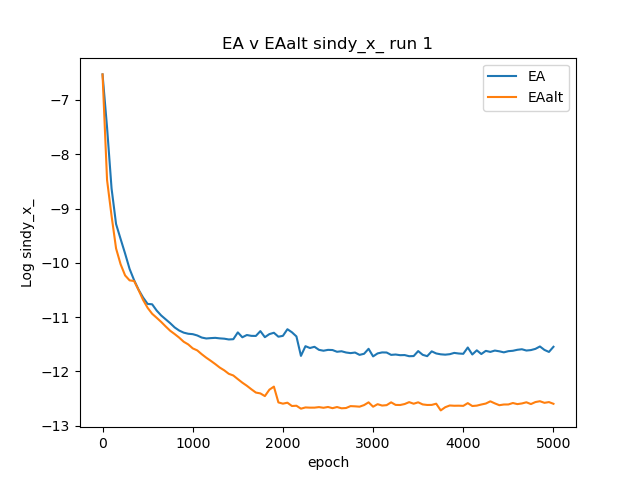 EA v EAalt sindy_x_ run 1
EA
EAalt
−7
−8
−9
−10
−11
−12
−13
Log sindy_x_
0
1000
2000
3000
4000
5000
epoch